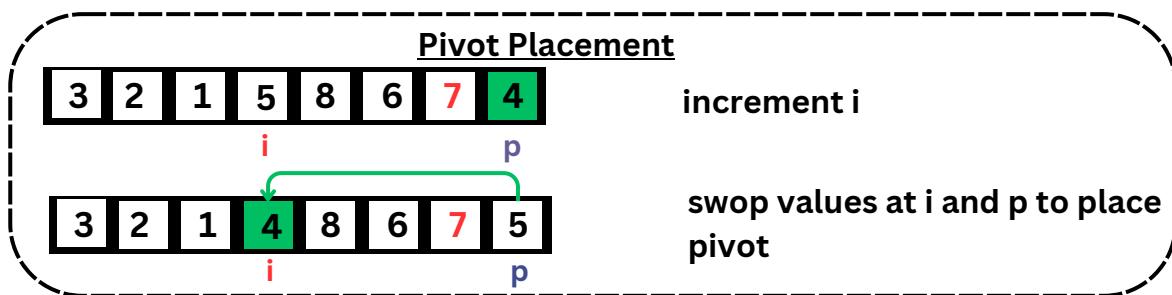 Pivot Placement
3 2 1 5 8 6 7 4
increment i
i p
3 2 1 4 8 6 7 5
swop values at i and p to place
pivot
i p